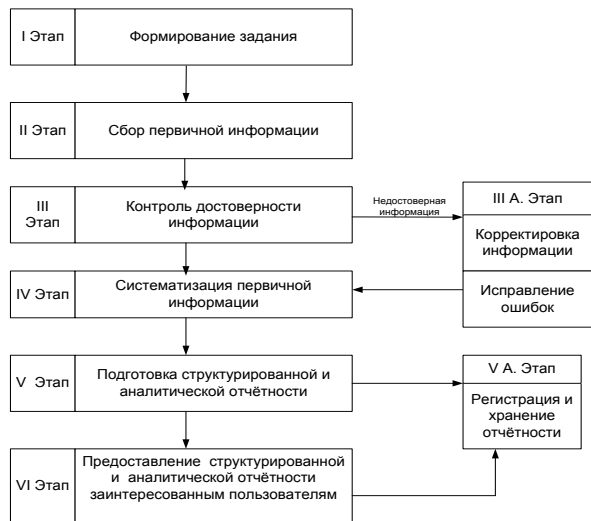 I Этап
Формирование задания
II Этап
Сбор первичной информации
III
Этап
Контроль достоверности
информации
Недостоверная
информация
III А. Этап
Корректировка
информации
Исправление
ошибок
IV Этап
Систематизация первичной
информации
V Этап
Подготовка структурированной и
аналитической отчётности
V А. Этап
Регистрация и
хранение
отчётности
VI Этап
Предоставление структурированной
и аналитической отчётности
заинтересованным пользователям